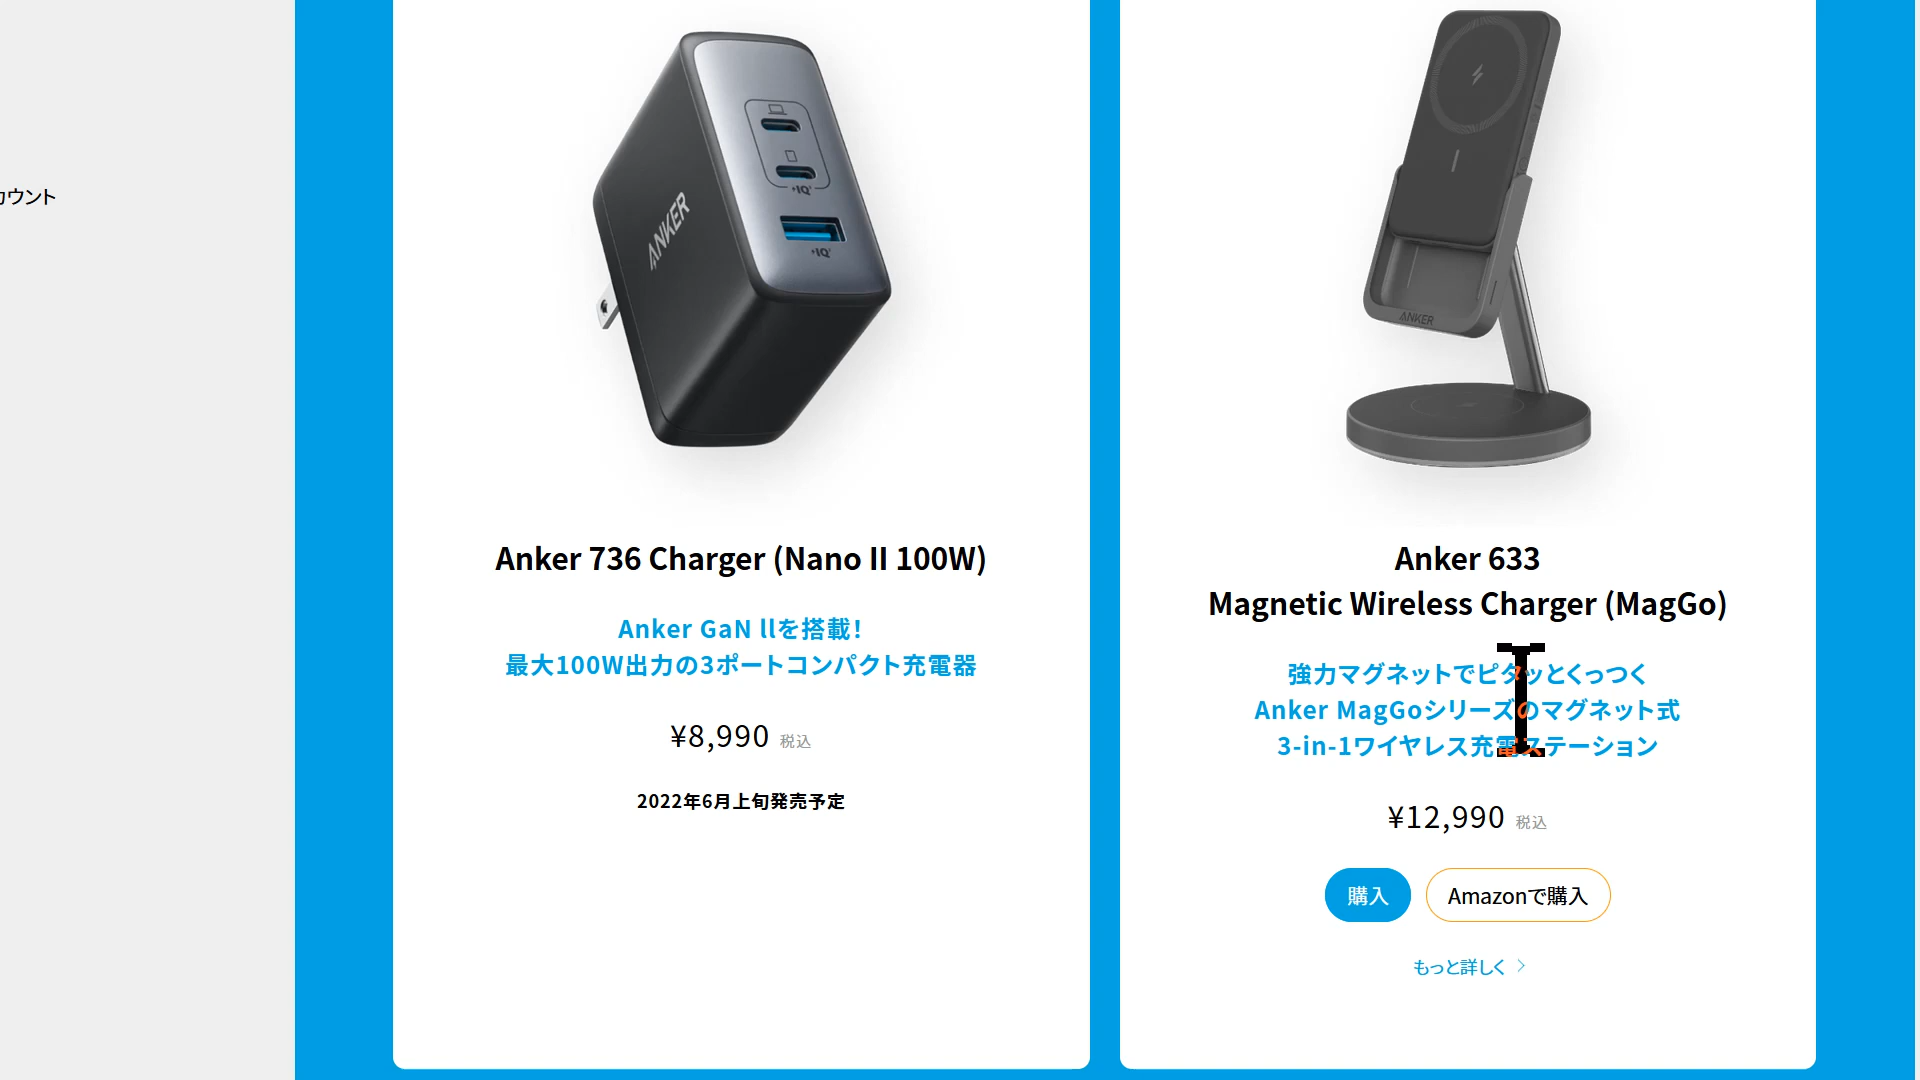 カウント
ANKER
IQ
IQ
ANKER
Anker 736 Charger (Nano II 100W)
Anker GaN llを搭載！
最大100W出力の3ポートコンパクト充電器
¥8,990 税込
2022年6月上旬発売予定
Anker 633
Magnetic Wireless Charger (MagGo)
強力マグネットでピタッとくっつく
Anker MagGoシリーズのマグネット式
3-in-1ワイヤレス充電ステーション
¥12,990 税込
購入
Amazonで購入
もっと詳しく